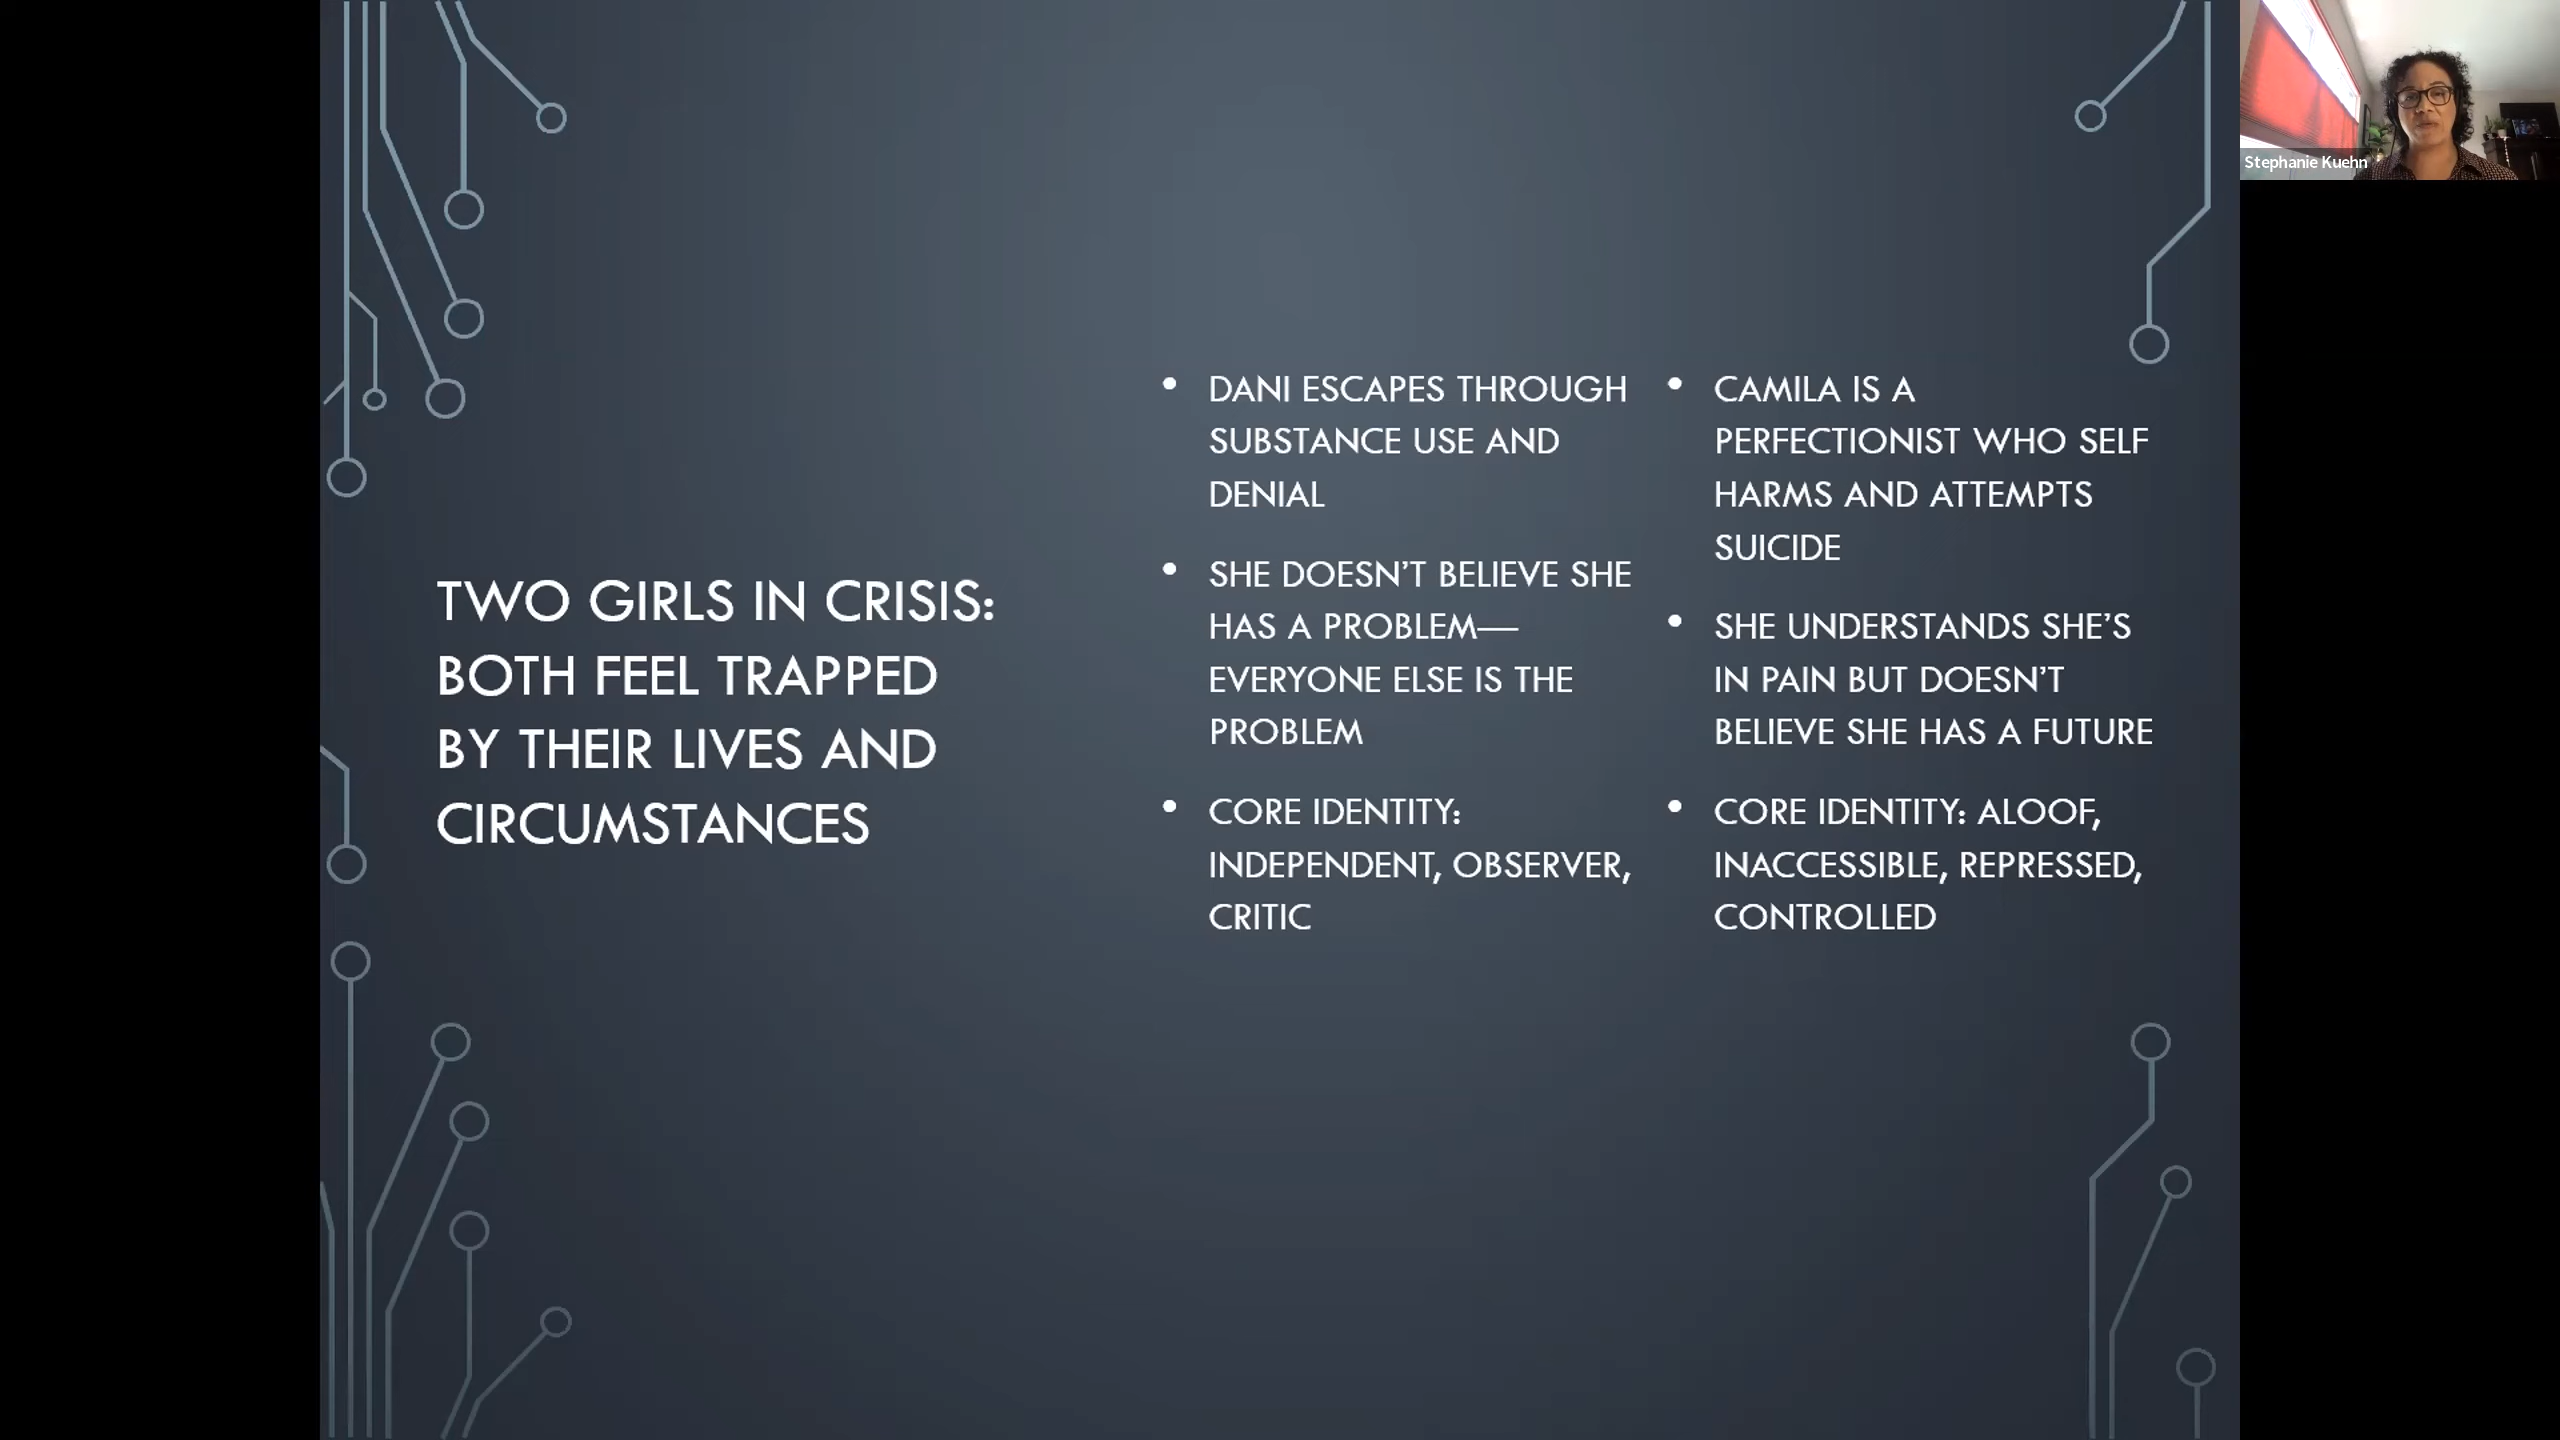 TWO GIRLS IN CRISIS:
BOTH FEEL TRAPPED
BY THEIR LIVES AND
CIRCUMSTANCES
• DANI ESCAPES THROUGH
SUBSTANCE USE AND
DENIAL
• SHE DOESN’T BELIEVE SHE
HAS A PROBLEM—
EVERYONE ELSE IS THE
PROBLEM
• CORE IDENTITY:
INDEPENDENT, OBSERVER,
CRITIC
• CAMILA IS A
PERFECTIONIST WHO SELF
HARMS AND ATTEMPTS
SUICIDE
• SHE UNDERSTANDS SHE’S
IN PAIN BUT DOESN’T
BELIEVE SHE HAS A FUTURE
• CORE IDENTITY: ALOOF,
INACCESSIBLE, REPRESSED,
CONTROLLED
Stephanie Kuehn